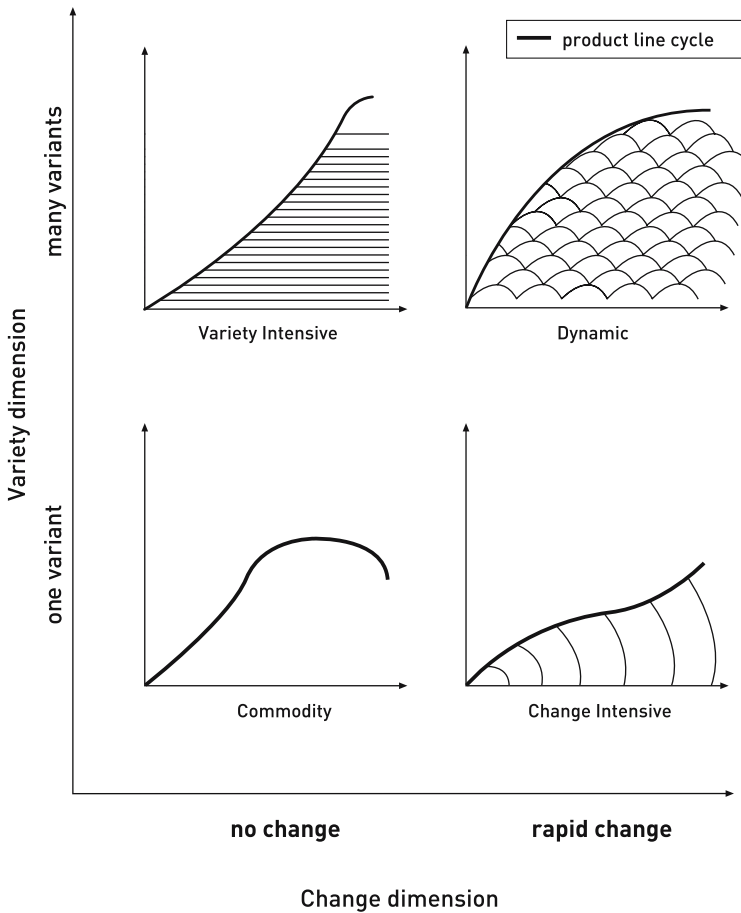 product line cycle
many variants
Variety Intensive
Dynamic
Variety dimension
one variant
Commodity
Change Intensive
no change
rapid change
Change dimension